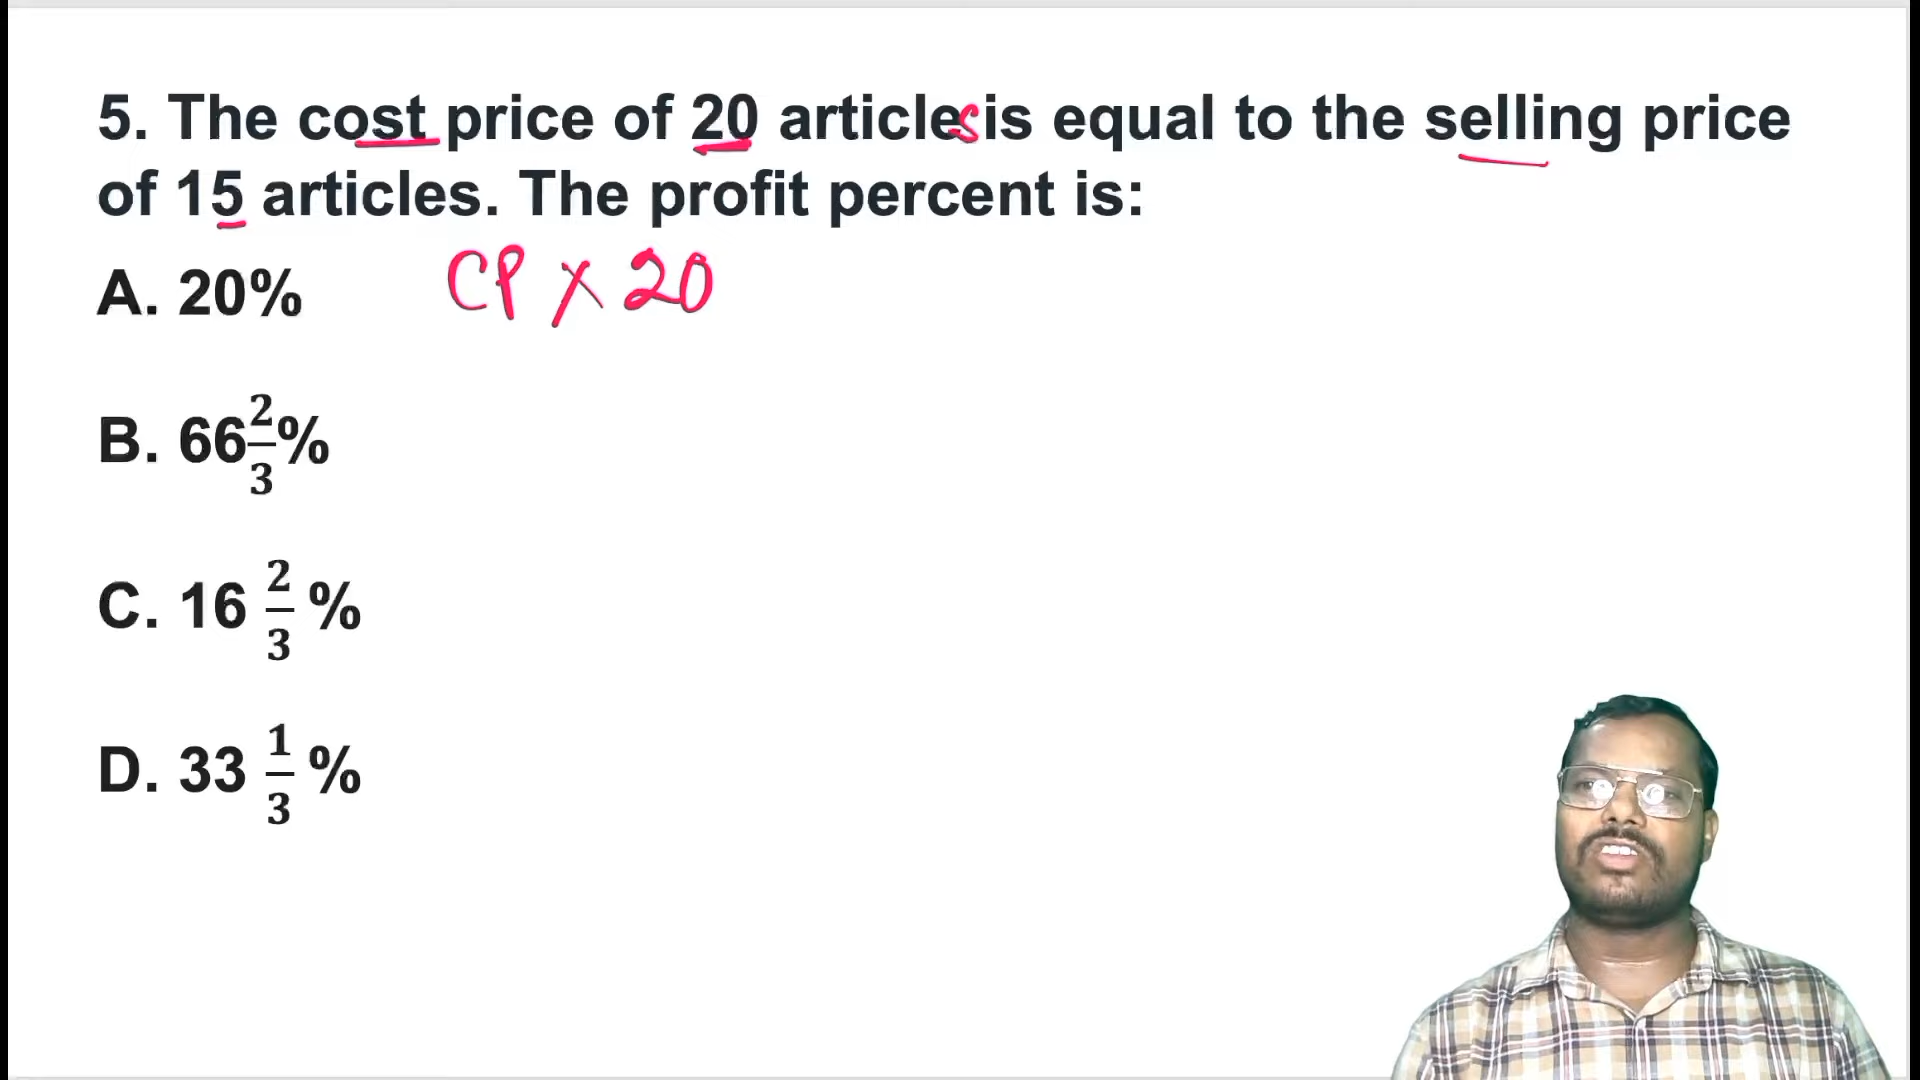 5. The cost price of 20 articles is equal to the selling price
of 15 articles. The profit percent is:
A. 20%
CP × 20
B. 66 2/3 %
C. 16 2/3 %
D. 33 1/3 %